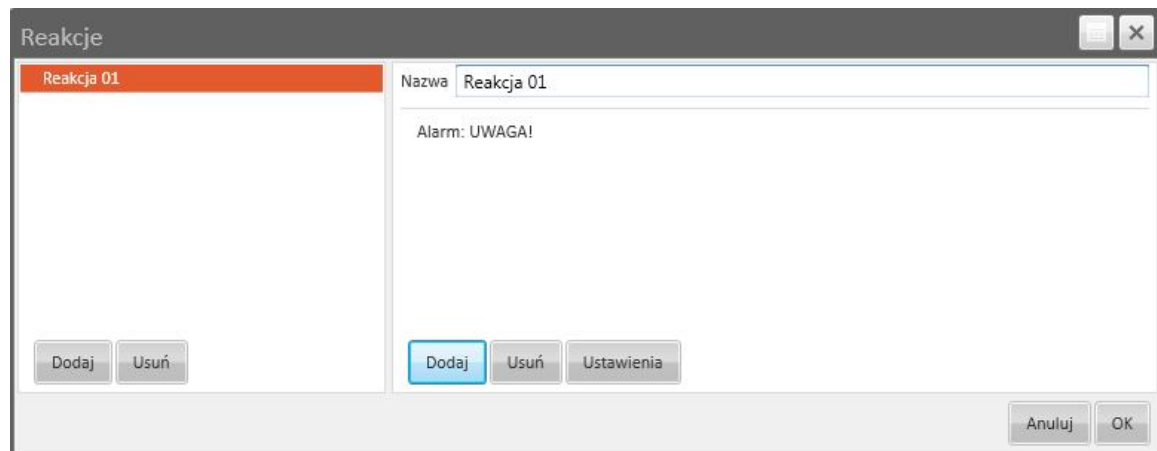 Reakcje
Reakcja 01
Nazwa Reakcja 01
Alarm: UWAGA!
Dodaj Usuń
Dodaj Usuń Ustawienia
Anuluj OK